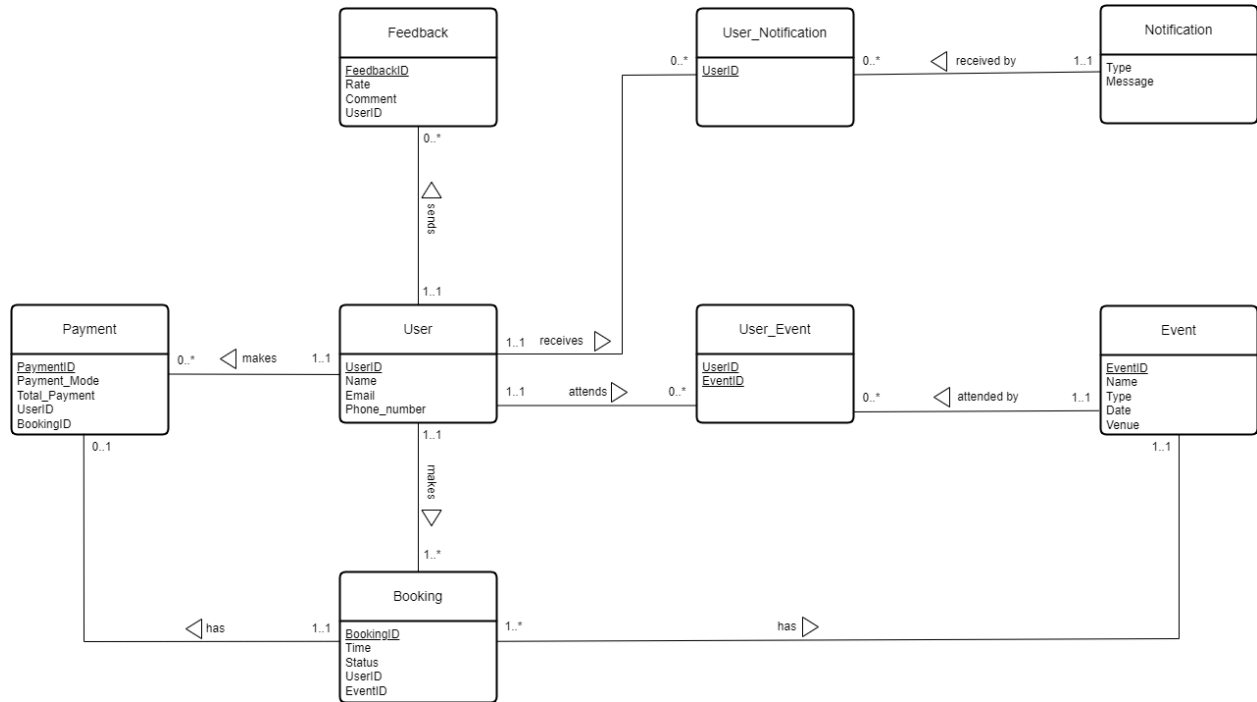 Feedback
FeedbackID
Rate
Comment
UserID
User_Notification
UserID
Notification
Type
Message
0..*
0..*
received by
1..1
0..*
sends
1..1
Payment
PaymentID
Payment_Mode
Total_Payment
UserID
BookingID
0..*
makes
1..1
User
UserID
Name
Email
Phone_number
1..1
receives
1..1
attends
0..*
User_Event
UserID
EventID
0..*
attended by
1..1
Event
EventID
Name
Type
Date
Venue
0..1
1..1
1..1
makes
1..*
Booking
BookingID
Time
Status
UserID
EventID
has
1..1
1..*
has